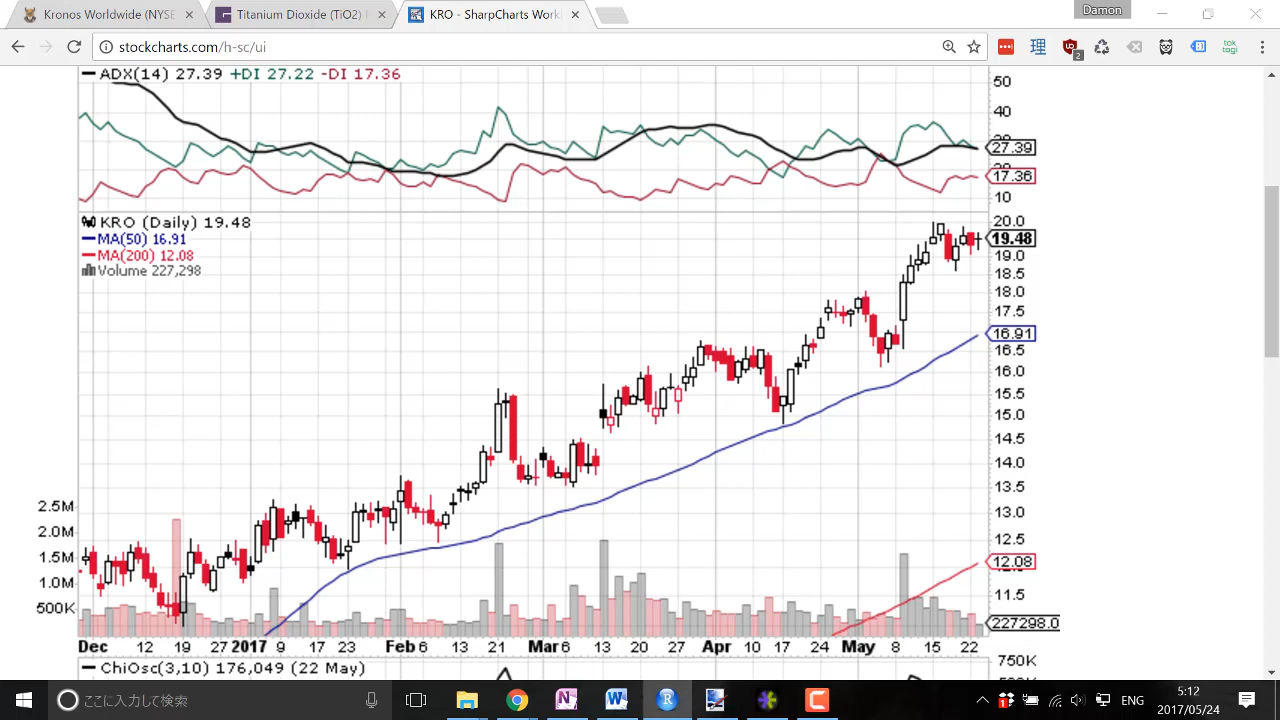 Kronos Worldwide (NYSE
Titanium Dioxide (TiO2)
KRO - SharpCharts Work
Damon
stockcharts.com/h-sc/ui
理
2
tok tag
ADX(14) 27.39 +DI 27.22 -DI 17.36
50
40
27.39
17.36
10
KRO (Daily) 19.48
MA(50) 16.91
MA(200) 12.08
Volume 227,298
20.0
19.48
19.0
18.5
18.0
17.5
16.91
16.5
16.0
15.5
15.0
14.5
14.0
13.5
2.5M
13.0
2.0M
12.5
1.5M
12.08
1.0M
11.5
500K
227298.0
Dec 12 19 27 2017 9 17 23 Feb 6 13 21 Mar 6 13 20 27 Apr 10 17 24 May 8 15 22
ChiOsc(3,10) 176,049 (22 May)
750K
ここに入力して検索
ENG
5:12
2017/05/24